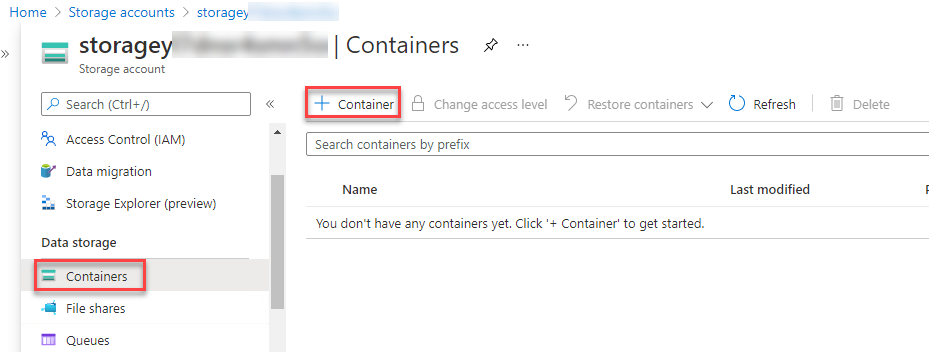 Home > Storage accounts > storagey
»
storagey | Containers ...
Storage account
Search (Ctrl+/) «
+ Container Change access level Restore containers Refresh Delete
Access Control (IAM)
Search containers by prefix
Data migration
Name Last modified
Storage Explorer (preview)
You don't have any containers yet. Click '+ Container' to get started.
Data storage
Containers
File shares
Queues